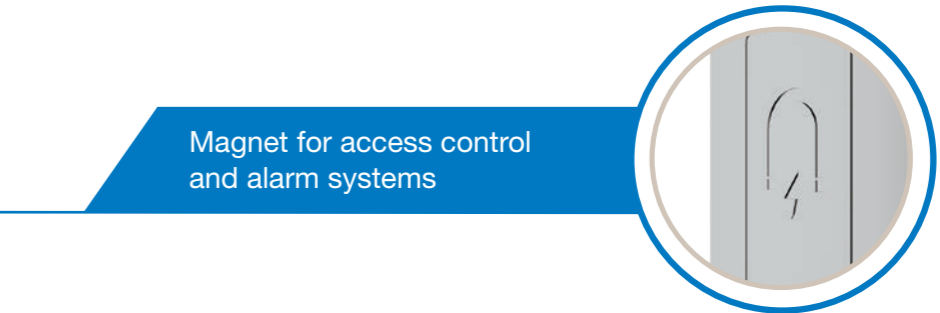 Magnet for access control
and alarm systems